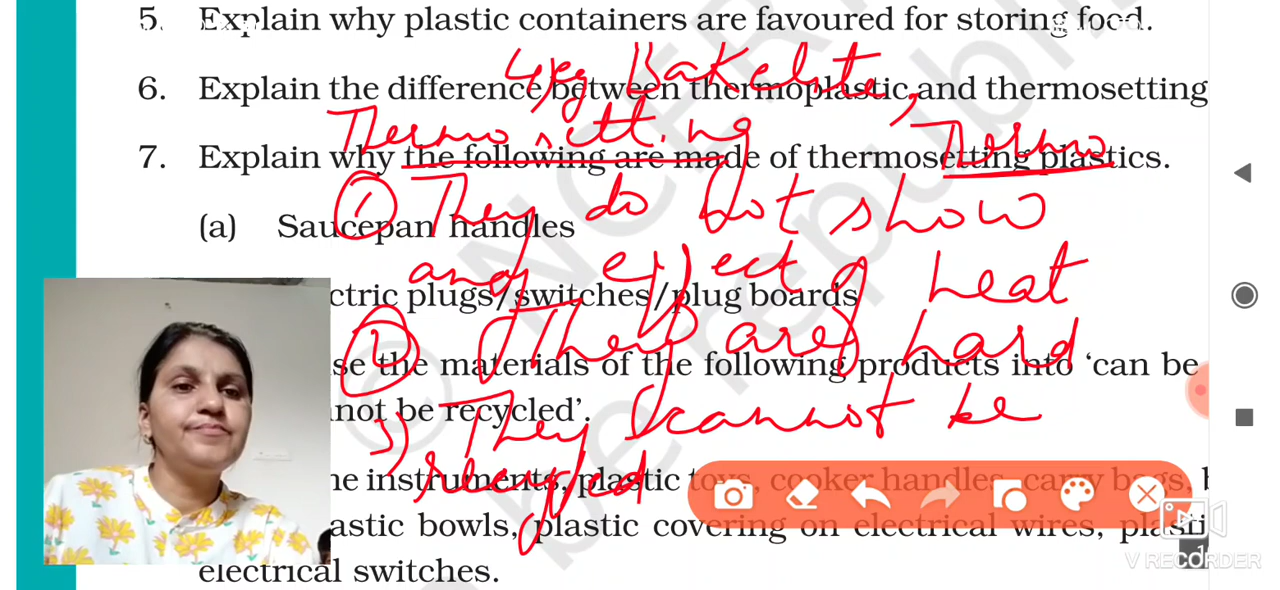 5. Explain why plastic containers are favoured for storing food.
4) eg Bakelite,
6. Explain the difference between thermoplastic and thermosetting
Thermosetting Thermo
7. Explain why the following are made of thermosetting plastics.
① They do not show
(a) Saucepan handles
any effect of heat
ctric plugs/switches/plug boards
② They are hard
se the materials of the following products into ‘can be
not be recycled’.
3) They cannot be
recycled
ne instruments, plastic toys, cooker handles, carry bags, b
astic bowls, plastic covering on electrical wires, plasti
electrical switches.
V RECORDER